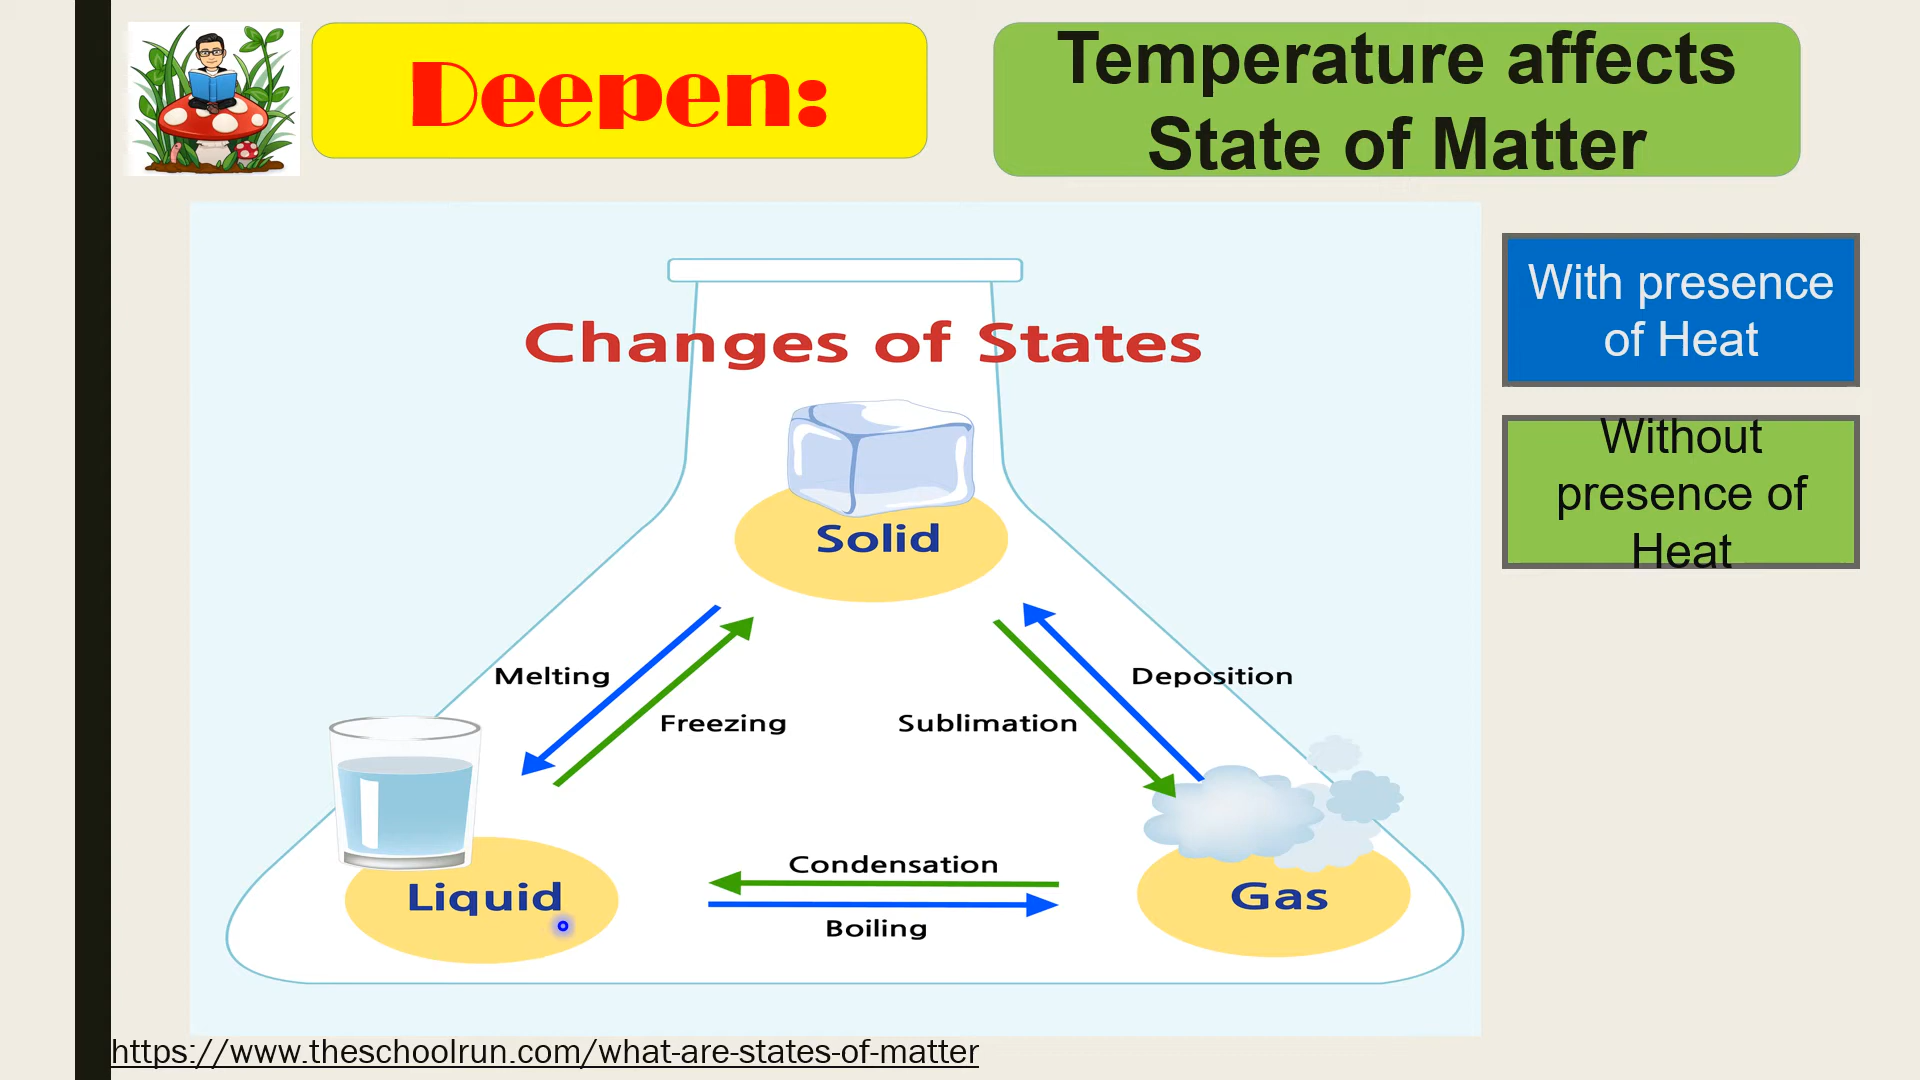 Deepen:
Temperature affects
State of Matter
With presence
of Heat
Without
presence of
Heat
Changes of States
Solid
Melting
Deposition
Freezing
Sublimation
Condensation
Liquid
Gas
Boiling
https://www.theschoolrun.com/what-are-states-of-matter